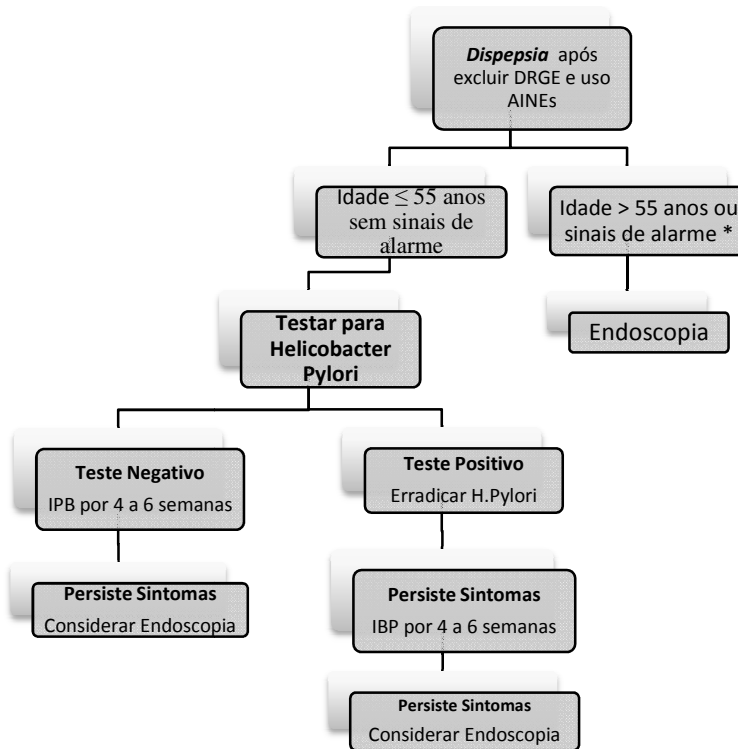 Dispepsia após
excluir DRGE e uso
AINEs
Idade ≤ 55 anos
sem sinais de
alarme
Idade > 55 anos ou
sinais de alarme *
Testar para
Helicobacter
Pylori
Endoscopia
Teste Negativo
IPB por 4 a 6 semanas
Teste Positivo
Erradicar H.Pylori
Persiste Sintomas
Considerar Endoscopia
Persiste Sintomas
IBP por 4 a 6 semanas
Persiste Sintomas
Considerar Endoscopia